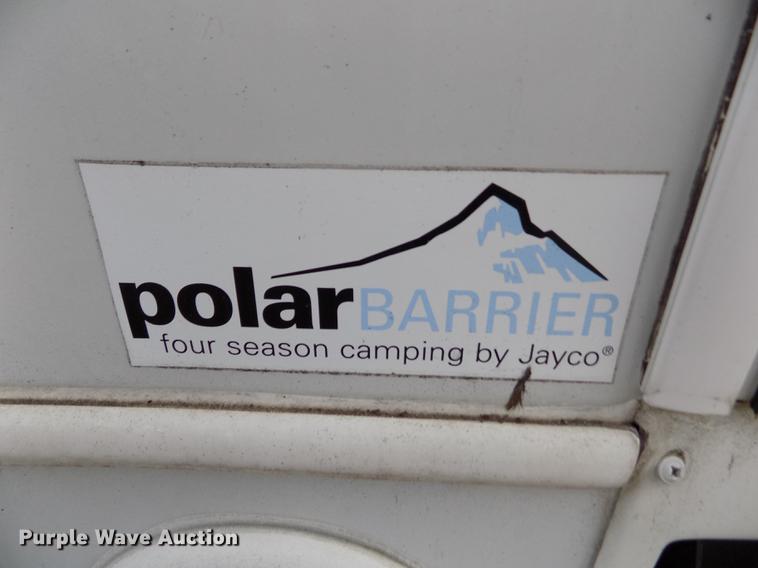 polarBARRIER
four season camping by Jayco®
Purple Wave Auction